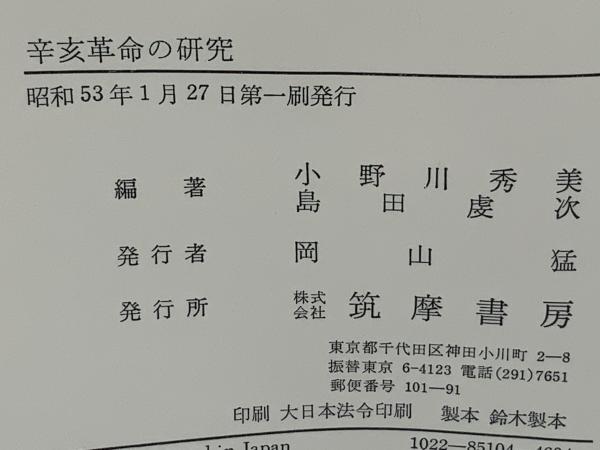 辛亥革命の研究
昭和53年1月27日第一刷発行
編著 小野川秀美
島田虔次
発行者 岡山猛
発行所 株式会社 筑摩書房
東京都千代田区神田小川町 2―8
振替東京 6-4123 電話(291)7651
郵便番号 101―91
印刷 大日本法令印刷 製本 鈴木製本
in Japan
1022―85104